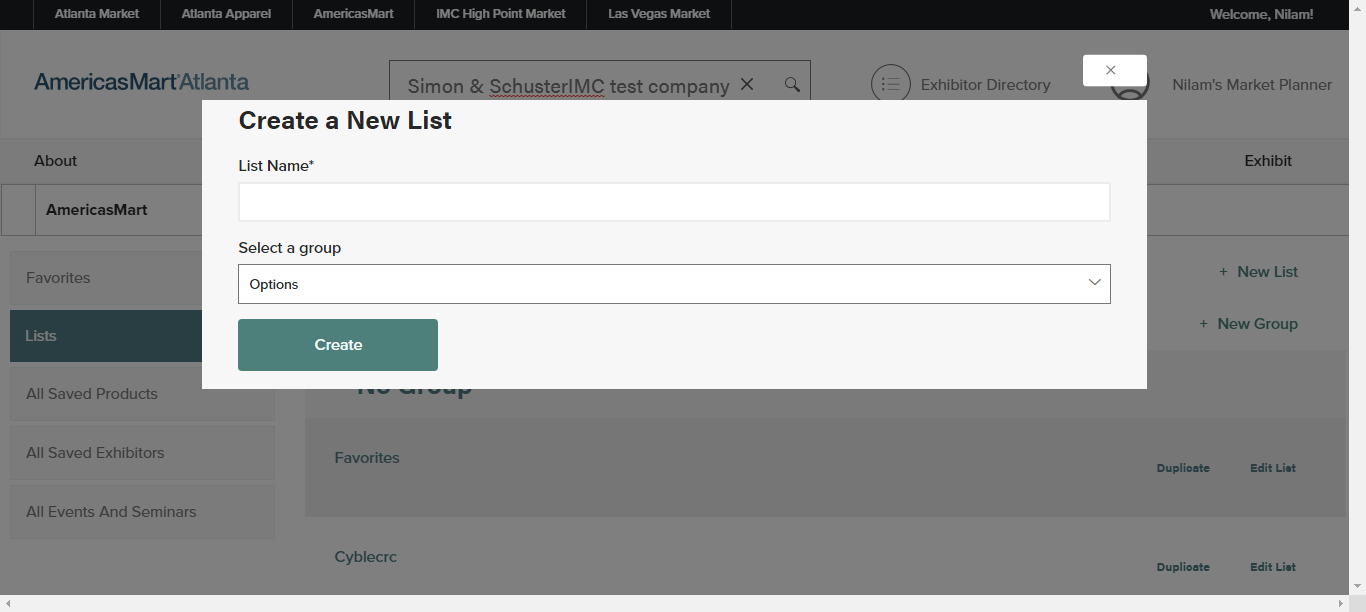 Atlanta Market Atlanta Apparel AmericasMart IMC High Point Market Las Vegas Market Welcome, Nilam!
AmericasMart Atlanta
Simon & SchusterIMC test company
Exhibitor Directory
Nilam's Market Planner
Create a New List
List Name*
Select a group
Options
Create
About
Exhibit
AmericasMart
Favorites
Lists
All Saved Products
All Saved Exhibitors
All Events And Seminars
+ New List
+ New Group
No Group
Favorites
Duplicate Edit List
Cyblecrc
Duplicate Edit List